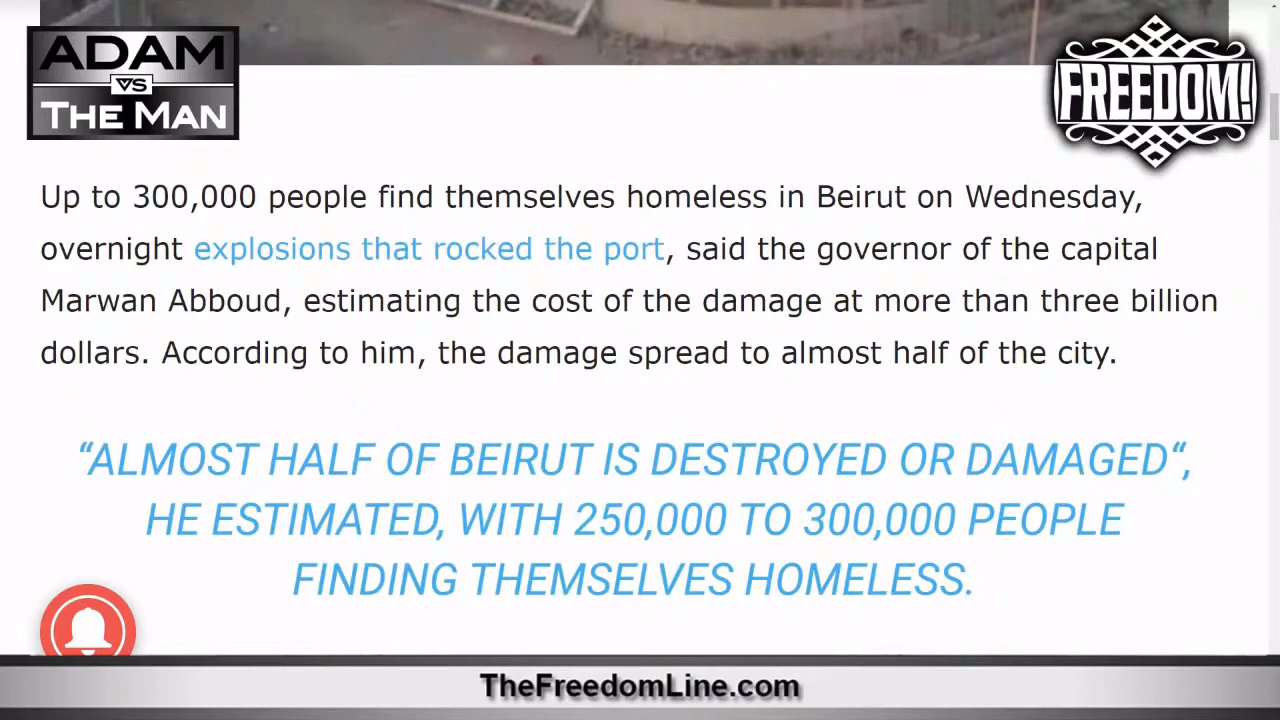 ADAM
VS
THE MAN
FREEDOM!
Up to 300,000 people find themselves homeless in Beirut on Wednesday,
overnight explosions that rocked the port, said the governor of the capital
Marwan Abboud, estimating the cost of the damage at more than three billion
dollars. According to him, the damage spread to almost half of the city.
“ALMOST HALF OF BEIRUT IS DESTROYED OR DAMAGED“,
HE ESTIMATED, WITH 250,000 TO 300,000 PEOPLE
FINDING THEMSELVES HOMELESS.
TheFreedomLine.com